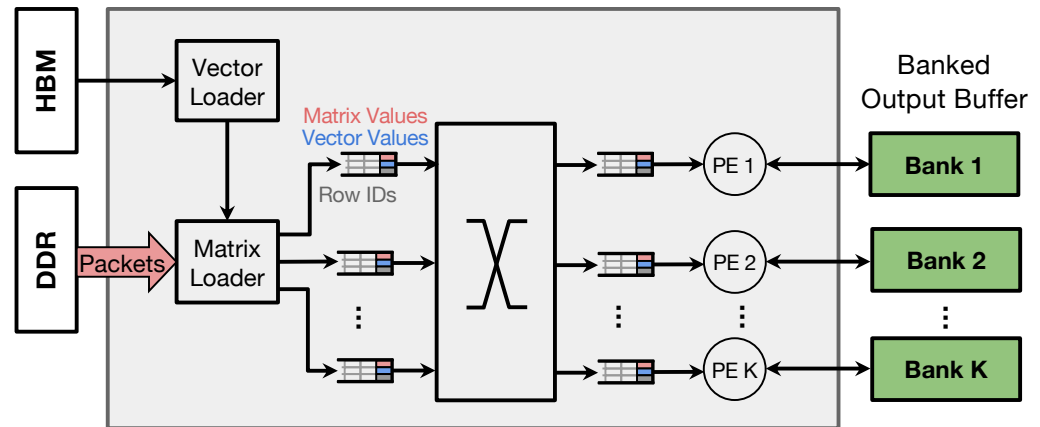 HBM
Vector
Loader
Banked
Output Buffer
Matrix Values
Vector Values
Row IDs
PE 1
Bank 1
DDR
Packets
Matrix
Loader
PE 2
Bank 2
PE K
Bank K